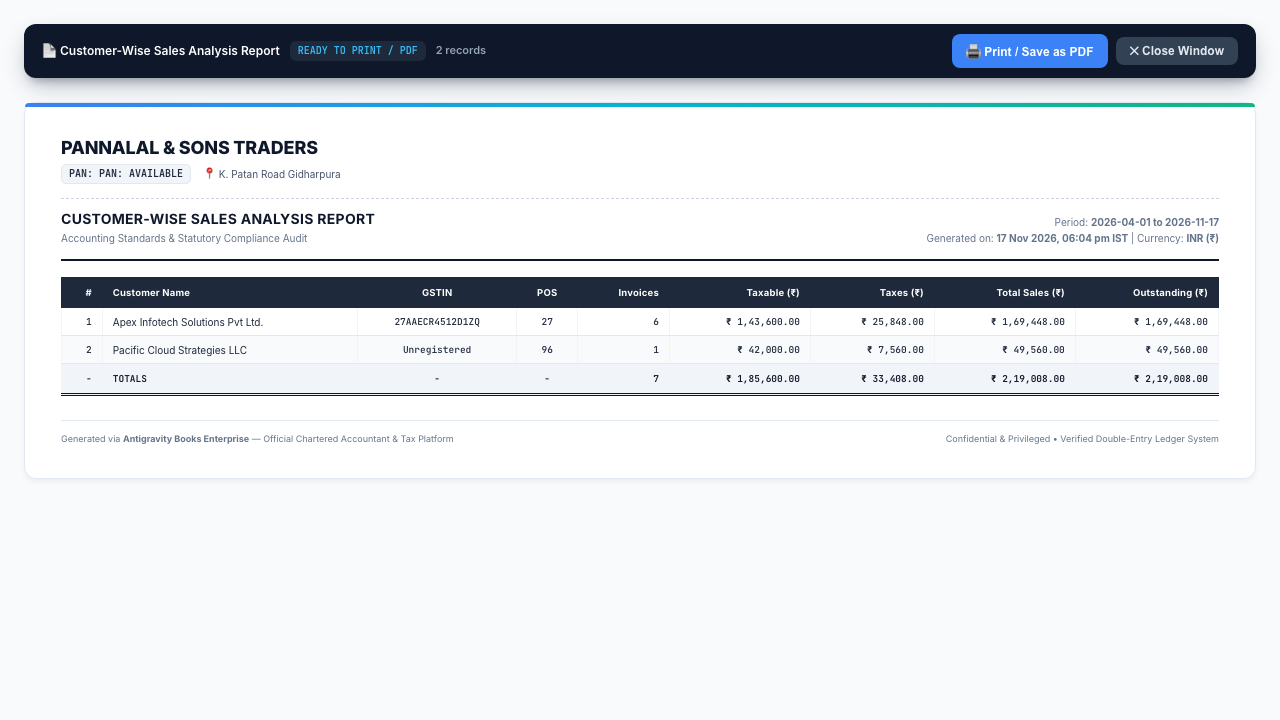 📄 Customer-Wise Sales Analysis Report READY TO PRINT / PDF 2 records 🖨️ Print / Save as PDF ✕ Close Window
PANNALAL & SONS TRADERS
PAN: PAN: AVAILABLE 📍 K. Patan Road Gidharpura
CUSTOMER-WISE SALES ANALYSIS REPORT
Period: 2026-04-01 to 2026-11-17
Accounting Standards & Statutory Compliance Audit
Generated on: 17 Nov 2026, 06:04 pm IST | Currency: INR (₹)
# Customer Name GSTIN POS Invoices Taxable (₹) Taxes (₹) Total Sales (₹) Outstanding (₹)
1 Apex Infotech Solutions Pvt Ltd. 27AAECR4512D1ZQ 27 6 ₹ 1,43,600.00 ₹ 25,848.00 ₹ 1,69,448.00 ₹ 1,69,448.00
2 Pacific Cloud Strategies LLC Unregistered 96 1 ₹ 42,000.00 ₹ 7,560.00 ₹ 49,560.00 ₹ 49,560.00
- TOTALS - - 7 ₹ 1,85,600.00 ₹ 33,408.00 ₹ 2,19,008.00 ₹ 2,19,008.00
Generated via Antigravity Books Enterprise — Official Chartered Accountant & Tax Platform
Confidential & Privileged • Verified Double-Entry Ledger System